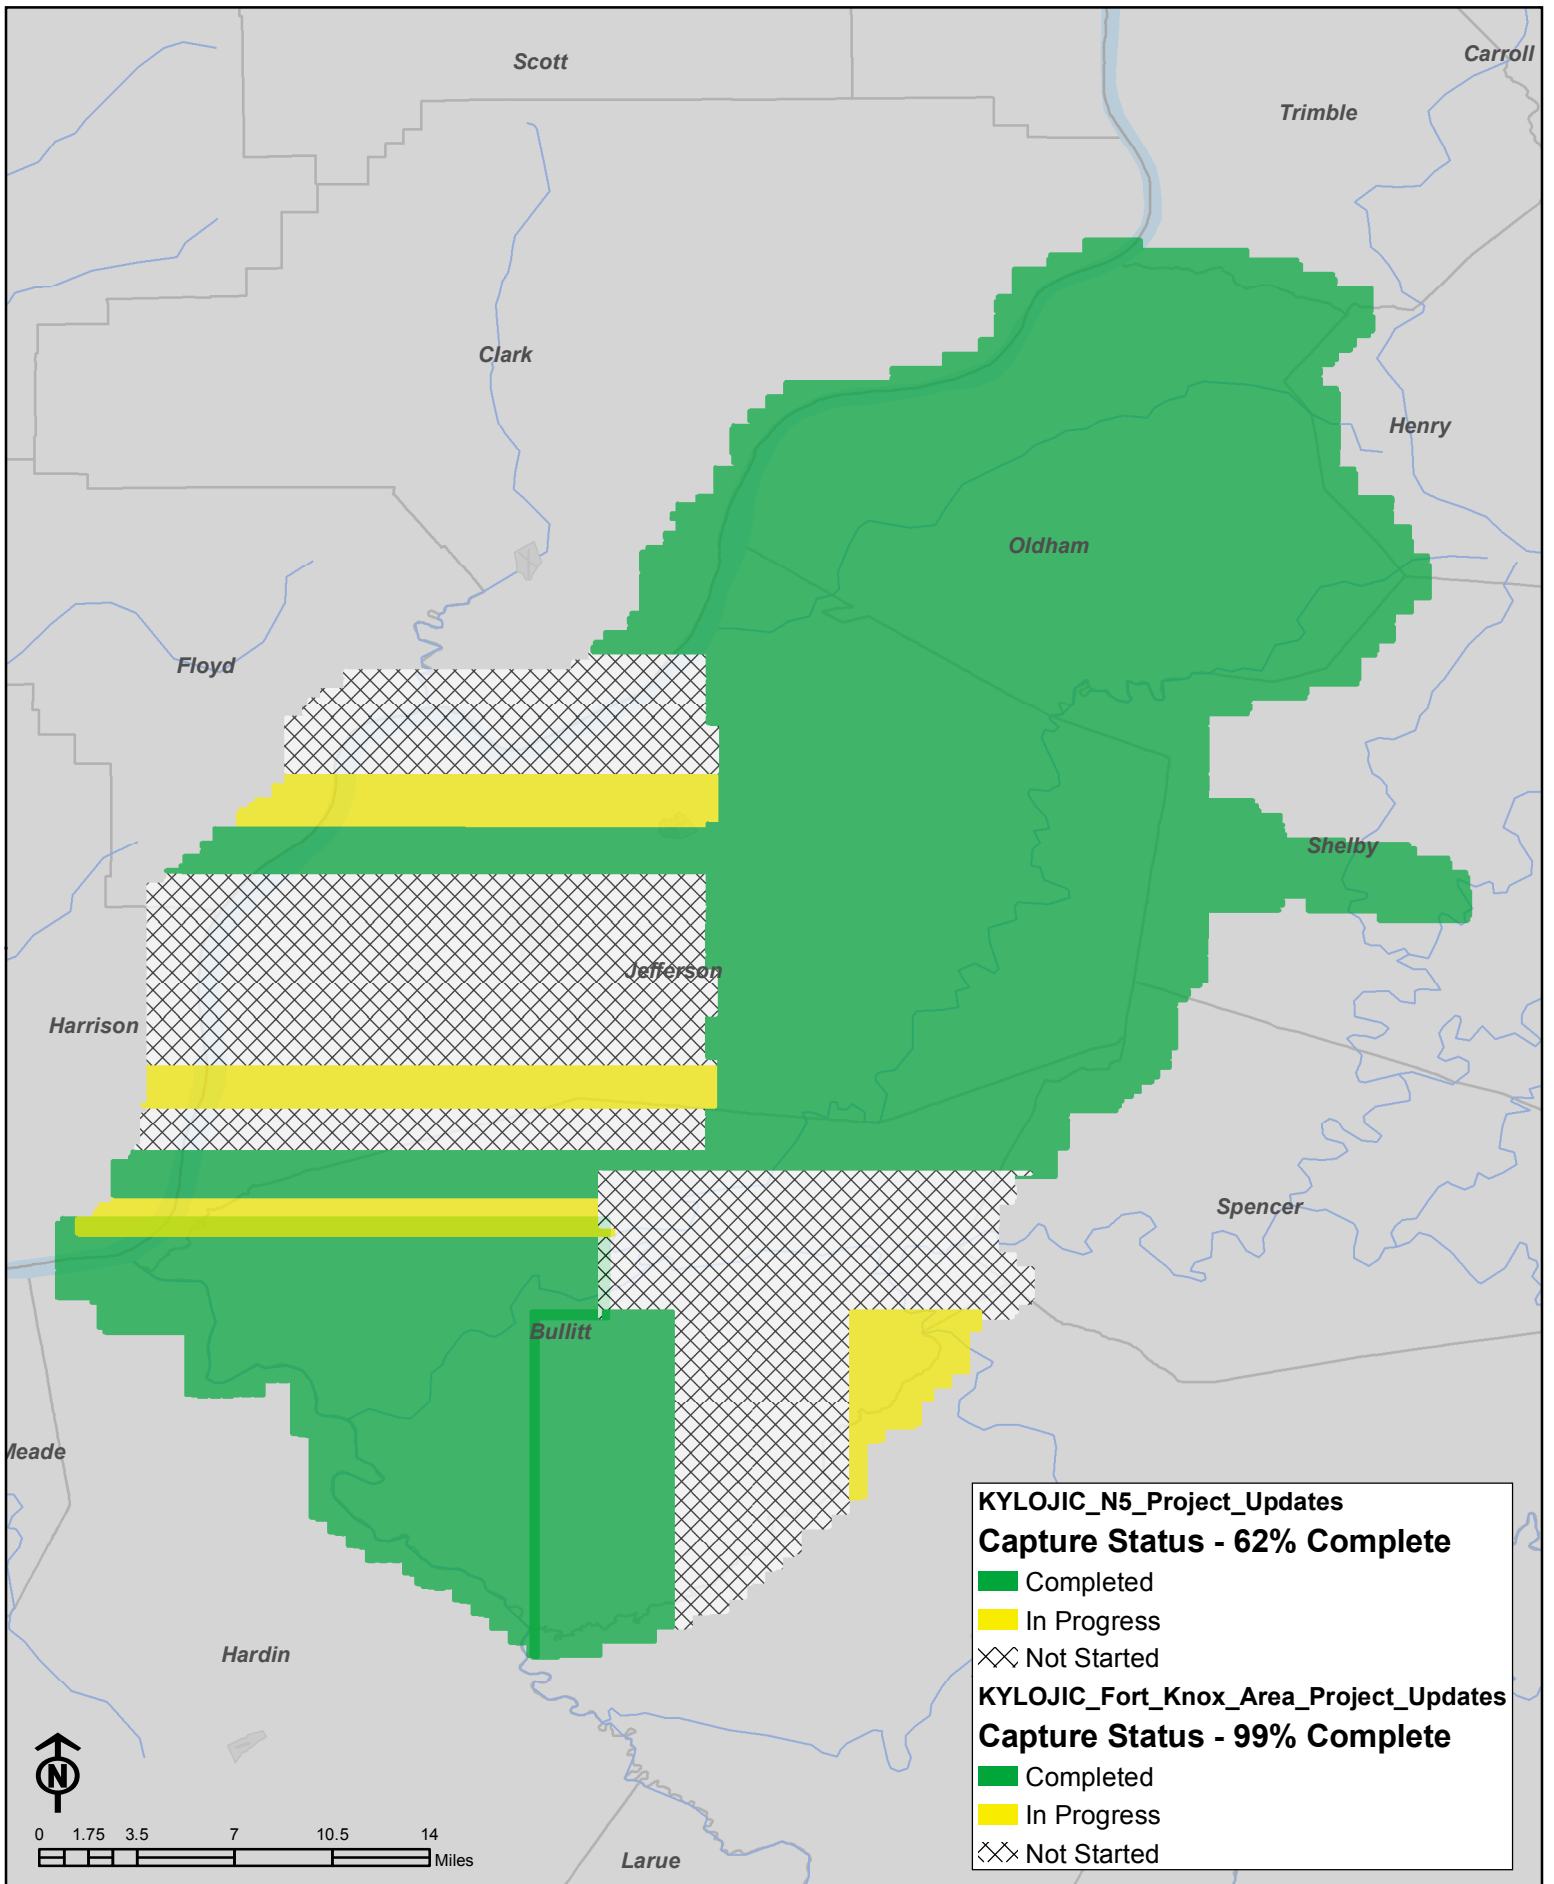 Scott
Carroll
Trimble
Clark
Henry
Oldham
Floyd
Shelby
Jefferson
Harrison
Spencer
Bullitt
Meade
Hardin
Larue
KYLOJIC_N5_Project_Updates
Capture Status - 62% Complete
Completed
In Progress
Not Started
KYLOJIC_Fort_Knox_Area_Project_Updates
Capture Status - 99% Complete
Completed
In Progress
Not Started
N
0 1.75 3.5 7 10.5 14
Miles